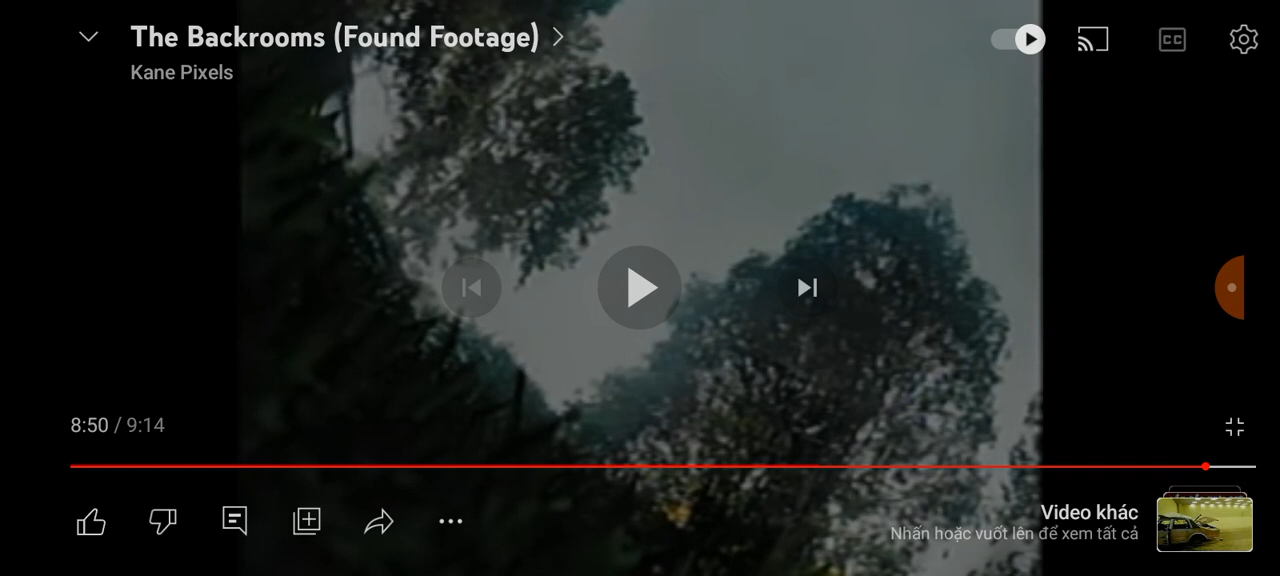 The Backrooms (Found Footage)
Kane Pixels
CC
8:50 / 9:14
Video khác
Nhấn hoặc vuốt lên để xem tất cả